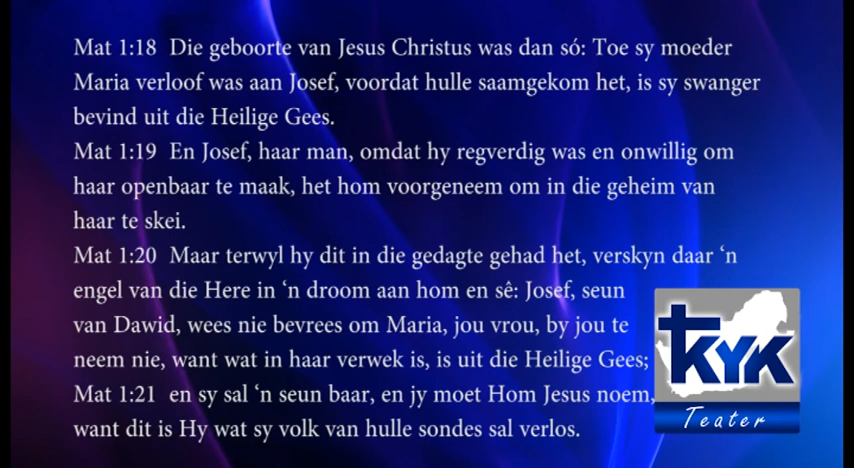 Mat 1:18  Die geboorte van Jesus Christus was dan só: Toe sy moeder
Maria verloof was aan Josef, voordat hulle saamgekom het, is sy swanger
bevind uit die Heilige Gees.
Mat 1:19  En Josef, haar man, omdat hy regverdig was en onwillig om
haar openbaar te maak, het hom voorgeneem om in die geheim van
haar te skei.
Mat 1:20  Maar terwyl hy dit in die gedagte gehad het, verskyn daar ‘n
engel van die Here in ‘n droom aan hom en sê: Josef, seun
van Dawid, wees nie bevrees om Maria, jou vrou, by jou te
neem nie, want wat in haar verwek is, is uit die Heilige Gees;
Mat 1:21  en sy sal ‘n seun baar, en jy moet Hom Jesus noem,
want dit is Hy wat sy volk van hulle sondes sal verlos.
KYK
Teater